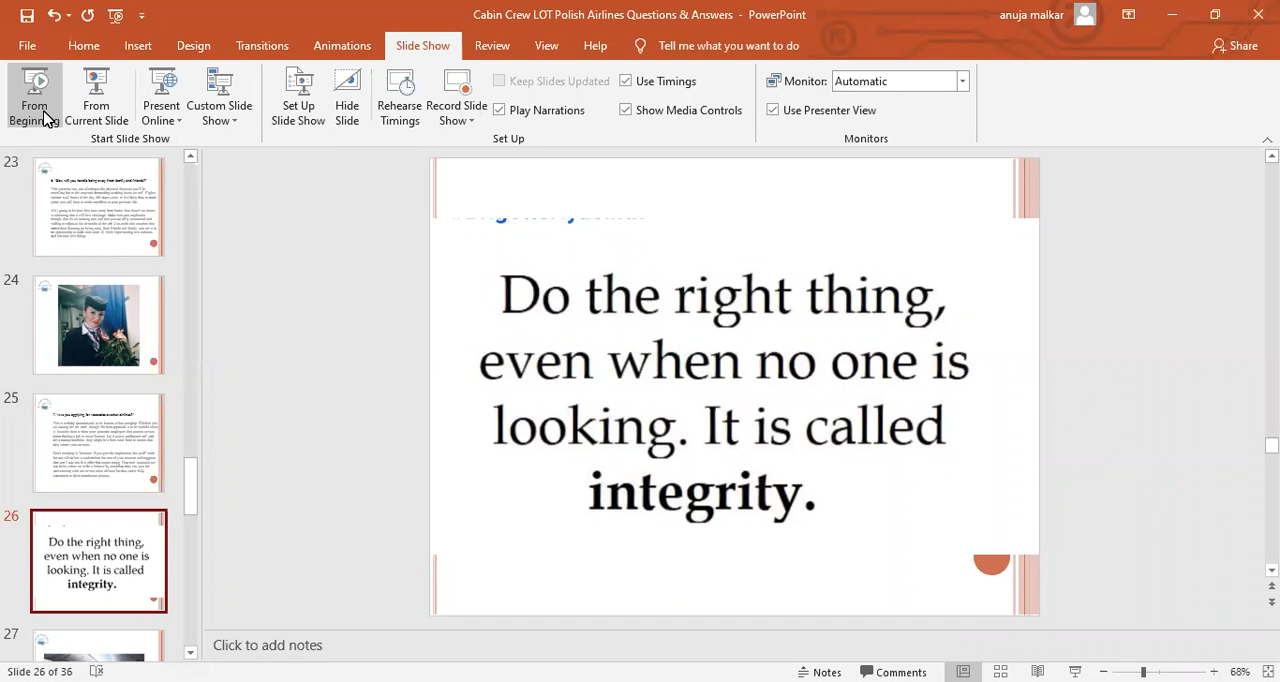 Cabin Crew LOT Polish Airlines Questions & Answers - PowerPoint
anuja malkar
File
Home
Insert
Design
Transitions
Animations
Slide Show
Review
View
Help
Tell me what you want to do
Share
From Beginning
From Current Slide
Present Online
Custom Slide Show
Set Up Slide Show
Hide Slide
Rehearse Timings
Record Slide Show
Keep Slides Updated
Play Narrations
Use Timings
Show Media Controls
Monitor:
Automatic
Use Presenter View
Start Slide Show
Set Up
Monitors
23
24
25
26
Do the right thing,
even when no one is
looking. It is called
integrity.
27
Do the right thing,
even when no one is
looking. It is called
integrity.
Click to add notes
Slide 26 of 36
Notes
Comments
68%